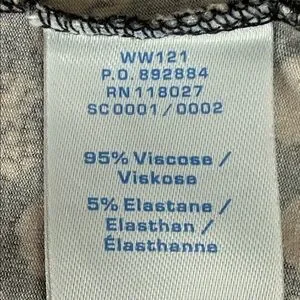 WW121
P.O. 892884
RN 118027
SC0001/0002
95% Viscose /
Viskose
5% Elastane /
Elasthan /
Élasthanne